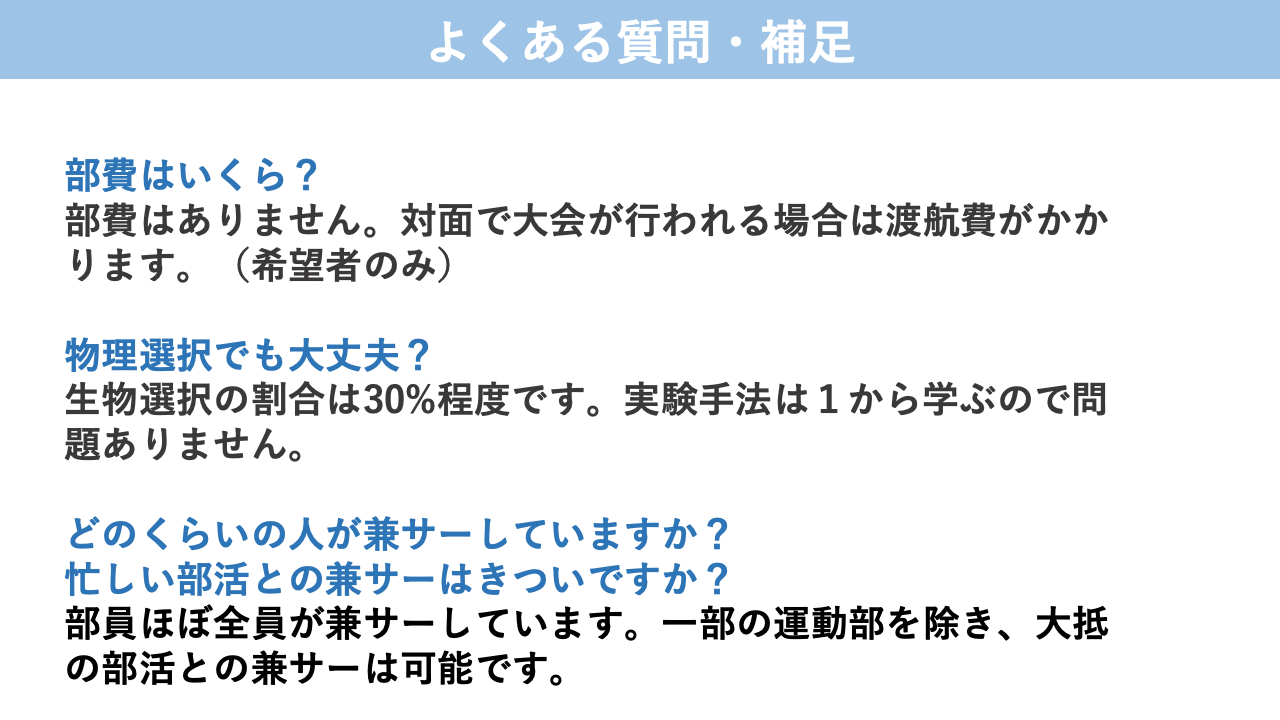 よくある質問・補足
部費はいくら？
部費はありません。対面で大会が行われる場合は渡航費がかか
ります。（希望者のみ）
物理選択でも大丈夫？
生物選択の割合は30%程度です。実験手法は１から学ぶので問
題ありません。
どのくらいの人が兼サーしていますか？
忙しい部活との兼サーはきついですか？
部員ほぼ全員が兼サーしています。一部の運動部を除き、大抵
の部活との兼サーは可能です。